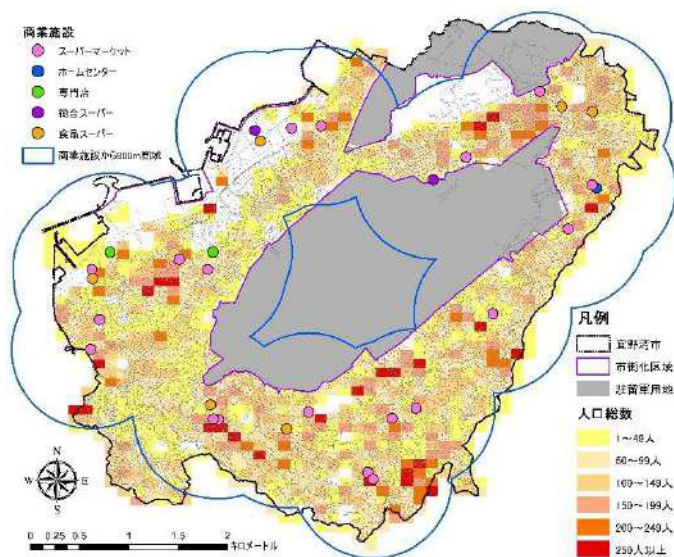 商業施設
スーパーマーケット
ホームセンター
専門店
総合スーパー
食品スーパー
商業施設から800m圏域
凡例
宜野湾市
市街化区域
駐留軍用地
人口総数
1～49人
50～99人
100～149人
150～199人
200～249人
250人以上
N
W E
S
0 0.25 0.5 1 1.5 2
キロメートル